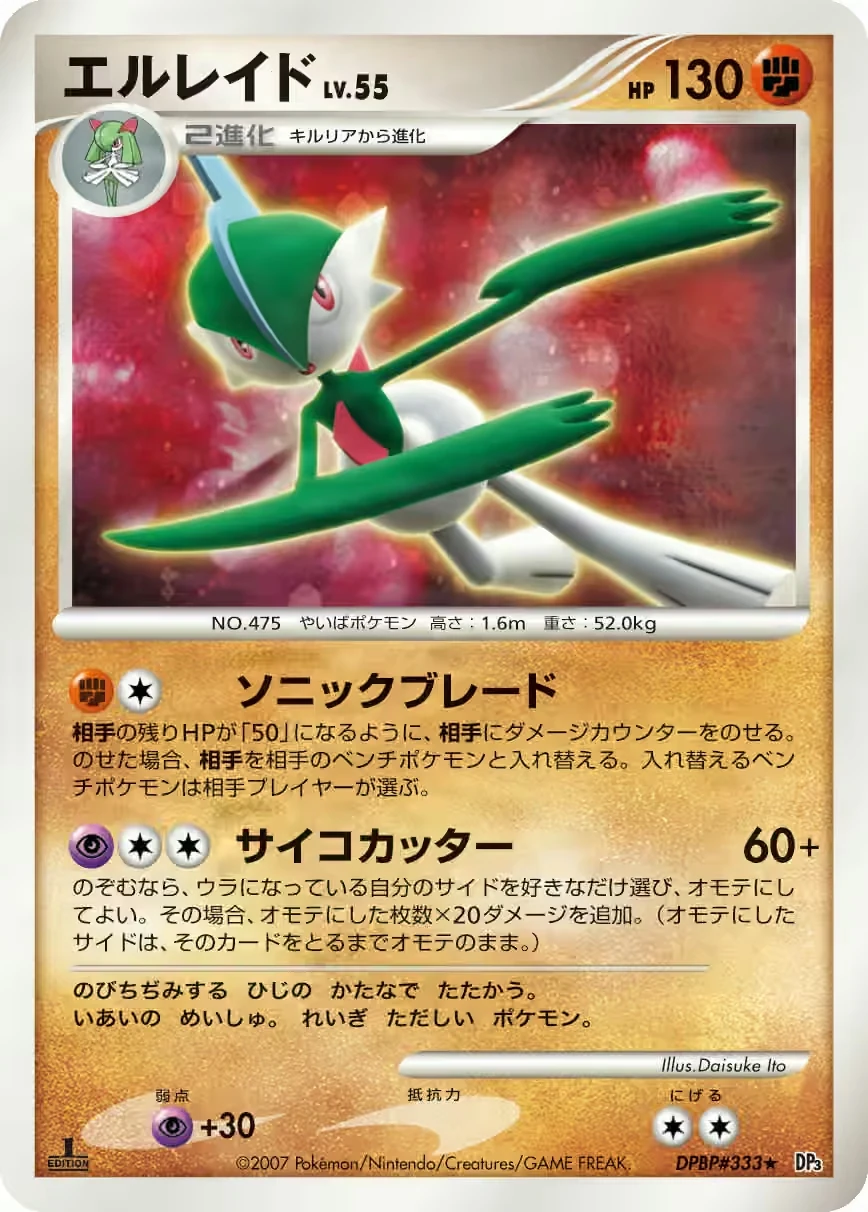 エルレイド LV.55 HP 130
2進化 キルリアから進化
NO.475 やいばポケモン 高さ：1.6m 重さ：52.0kg
ソニックブレード
相手の残りHPが「50」になるように、相手にダメージカウンターをのせる。
のせた場合、相手を相手のベンチポケモンと入れ替える。入れ替えるベン
チポケモンは相手プレイヤーが選ぶ。
サイコカッター 60+
のぞむなら、ウラになっている自分のサイドを好きなだけ選び、オモテにし
てよい。その場合、オモテにした枚数×20ダメージを追加。（オモテにした
サイドは、そのカードをとるまでオモテのまま。）
のびちぢみする ひじの かたなで たたかう。
いあいの めいしゅ。 れいぎ ただしい ポケモン。
Illus.Daisuke Ito
弱点 抵抗力 にげる
+30
1 EDITION ©2007 Pokémon/Nintendo/Creatures/GAME FREAK. DPBP#333★ DP3